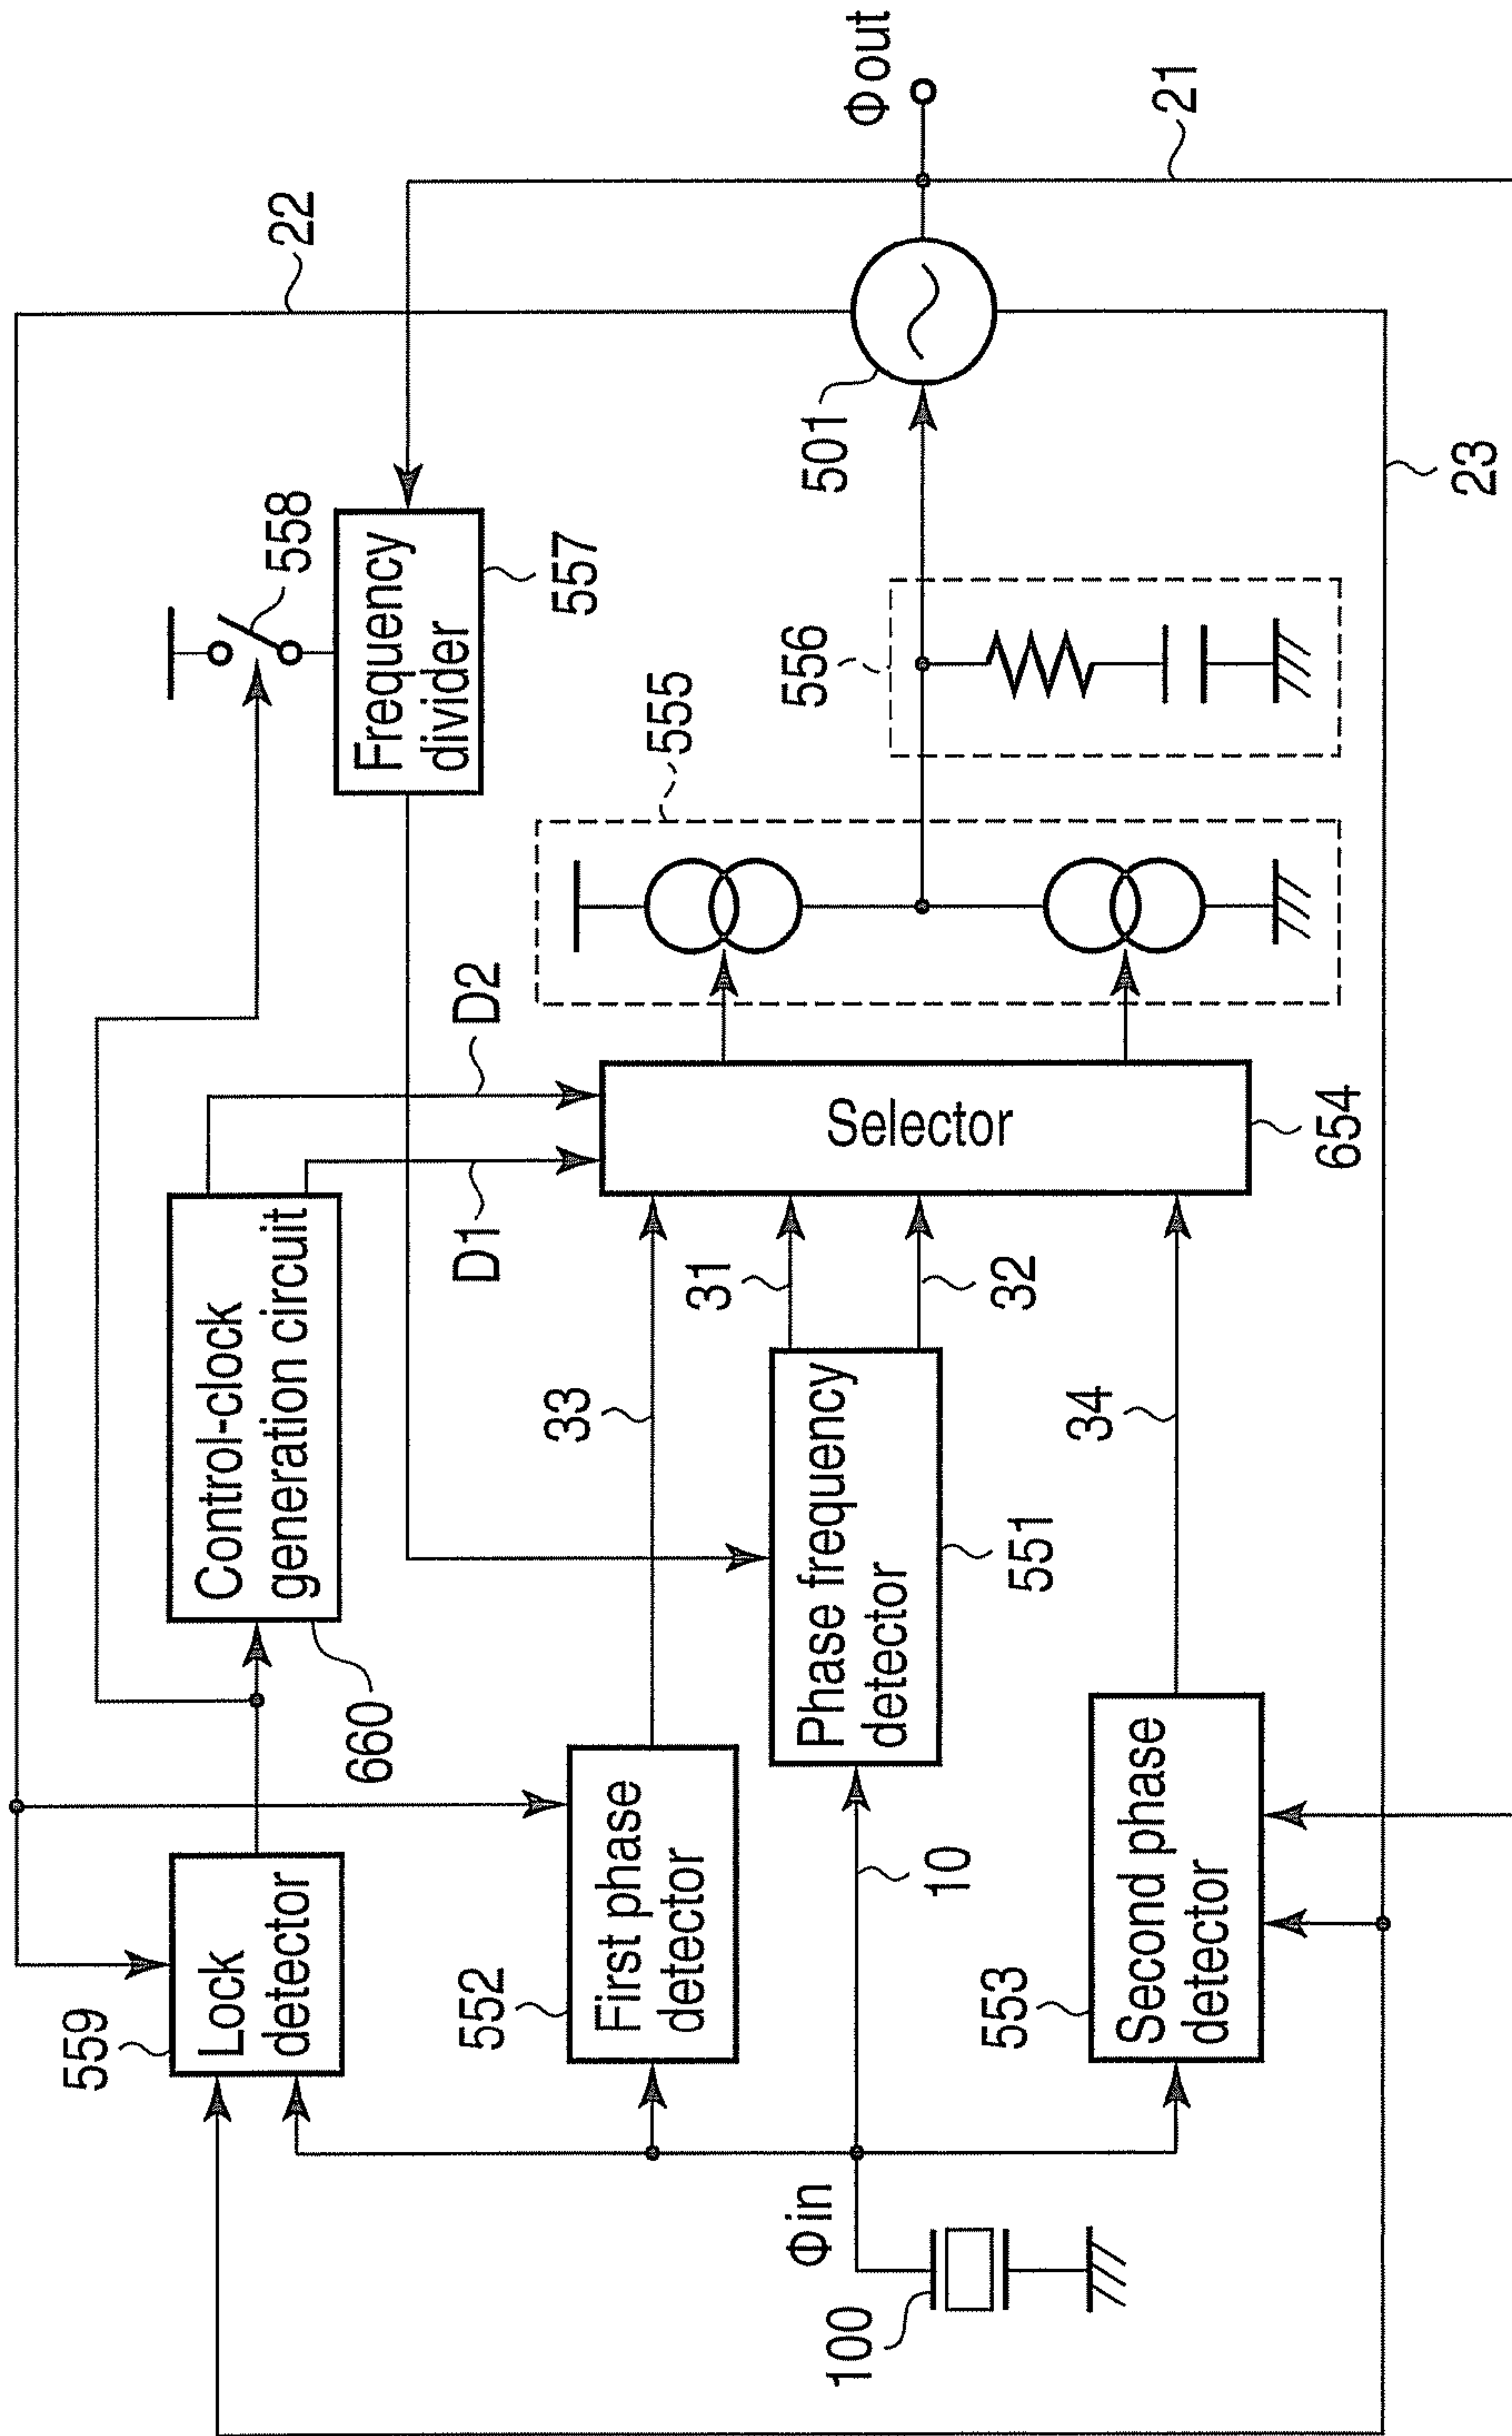 22
558
Frequency
divider
557
Φout
21
501
556
555
23
Control-clock
generation circuit
660
D2
D1
Selector
654
33
31
32
34
Lock
detector
559
First phase
detector
552
Phase frequency
detector
551
10
Second phase
detector
553
Φin
100